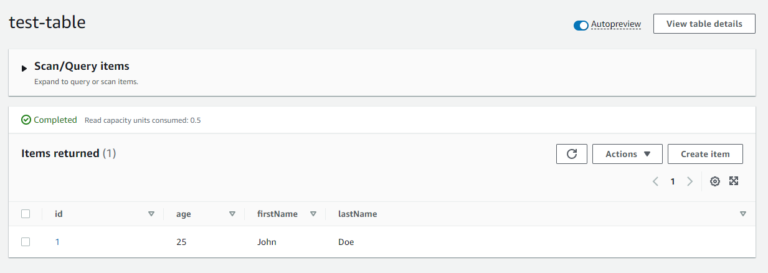 test-table
Autopreview
View table details
Scan/Query items
Expand to query or scan items.
Completed Read capacity units consumed: 0.5
Items returned (1)
Actions
Create item
1
id age firstName lastName
1 25 John Doe